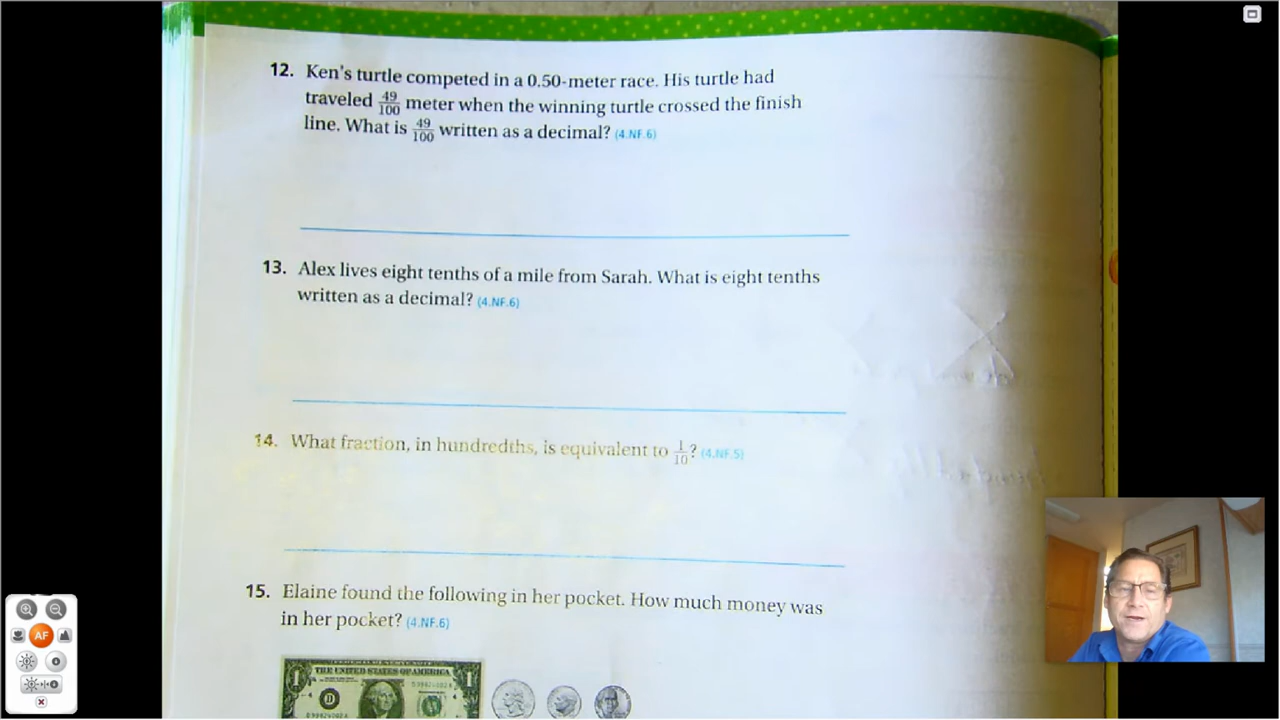 12. Ken's turtle competed in a 0.50-meter race. His turtle had
traveled 49/100 meter when the winning turtle crossed the finish
line. What is 49/100 written as a decimal? (4.NF.6)
13. Alex lives eight tenths of a mile from Sarah. What is eight tenths
written as a decimal? (4.NF.6)
14. What fraction, in hundredths, is equivalent to 1/10? (4.NF.5)
15. Elaine found the following in her pocket. How much money was
in her pocket? (4.NF.6)
THE UNITED STATES OF AMERICA
1
1
D
AF